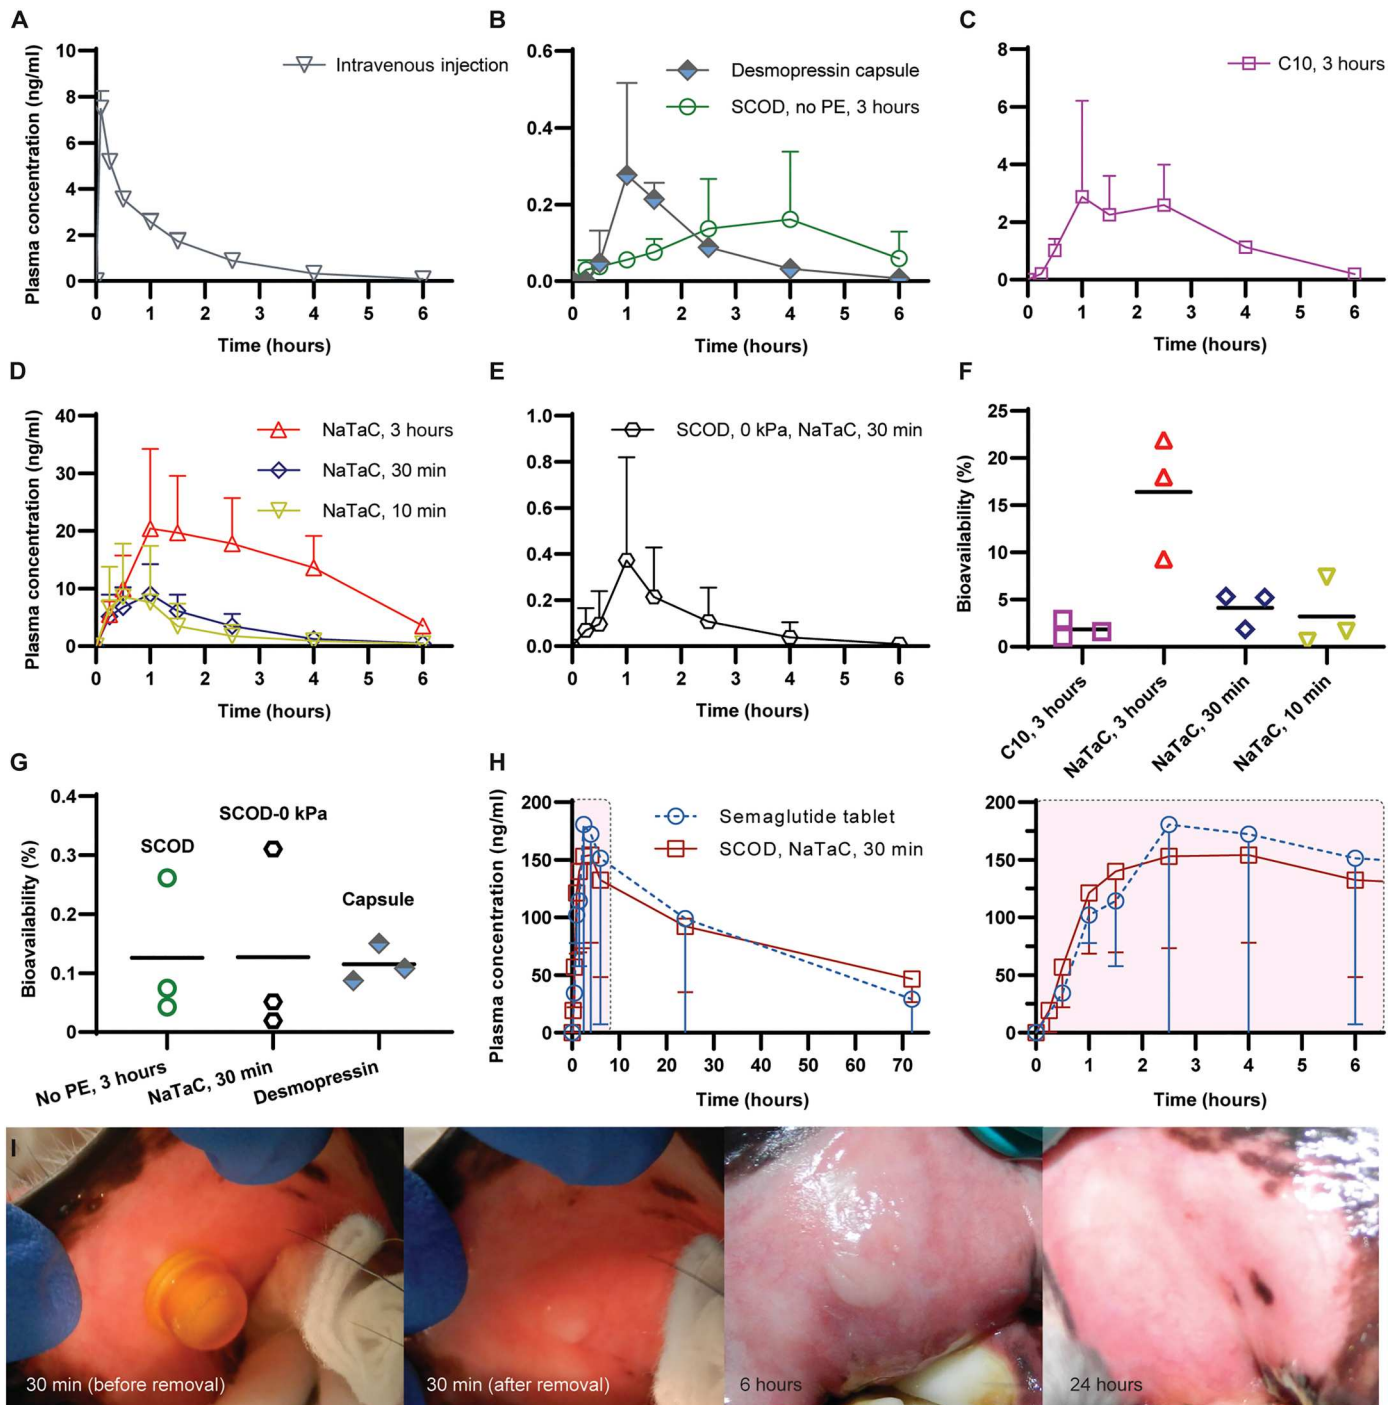 A
Plasma concentration (ng/ml)
10
8
6
4
2
0
0 1 2 3 4 5 6
Time (hours)
Intravenous injection
B
0.6
0.4
0.2
0.0
0 1 2 3 4 5 6
Time (hours)
Desmopressin capsule
SCOD, no PE, 3 hours
C
8
6
4
2
0
0 1 2 3 4 5 6
Time (hours)
C10, 3 hours
D
Plasma concentration (ng/ml)
40
30
20
10
0
0 1 2 3 4 5 6
Time (hours)
NaTaC, 3 hours
NaTaC, 30 min
NaTaC, 10 min
E
1.0
0.8
0.6
0.4
0.2
0.0
0 1 2 3 4 5 6
Time (hours)
SCOD, 0 kPa, NaTaC, 30 min
F
Bioavailability (%)
25
20
15
10
5
0
C10, 3 hours
NaTaC, 3 hours
NaTaC, 30 min
NaTaC, 10 min
G
Bioavailability (%)
0.4
0.3
0.2
0.1
0
SCOD
SCOD-0 kPa
Capsule
No PE, 3 hours
NaTaC, 30 min
Desmopressin
H
Plasma concentration (ng/ml)
200
150
100
50
0
0 10 20 30 40 50 60 70
Time (hours)
Semaglutide tablet
SCOD, NaTaC, 30 min
200
150
100
50
0
0 1 2 3 4 5 6
Time (hours)
I
30 min (before removal)
30 min (after removal)
6 hours
24 hours